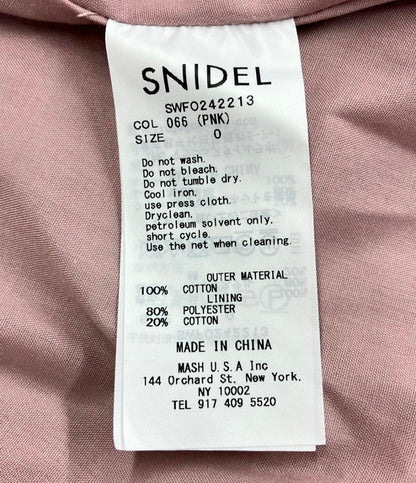 SNIDEL
SWFO242213
COL 066 (PNK)
SIZE 0
Do not wash.
Do not bleach.
Do not tumble dry.
Cool iron.
use press cloth.
Dryclean,
petroleum solvent only.
short cycle.
Use the net when cleaning.
OUTER MATERIAL
100% COTTON
LINING
80% POLYESTER
20% COTTON
MADE IN CHINA
MASH U.S.A Inc
144 Orchard St, New York.
NY 10002
TEL 917 409 5520